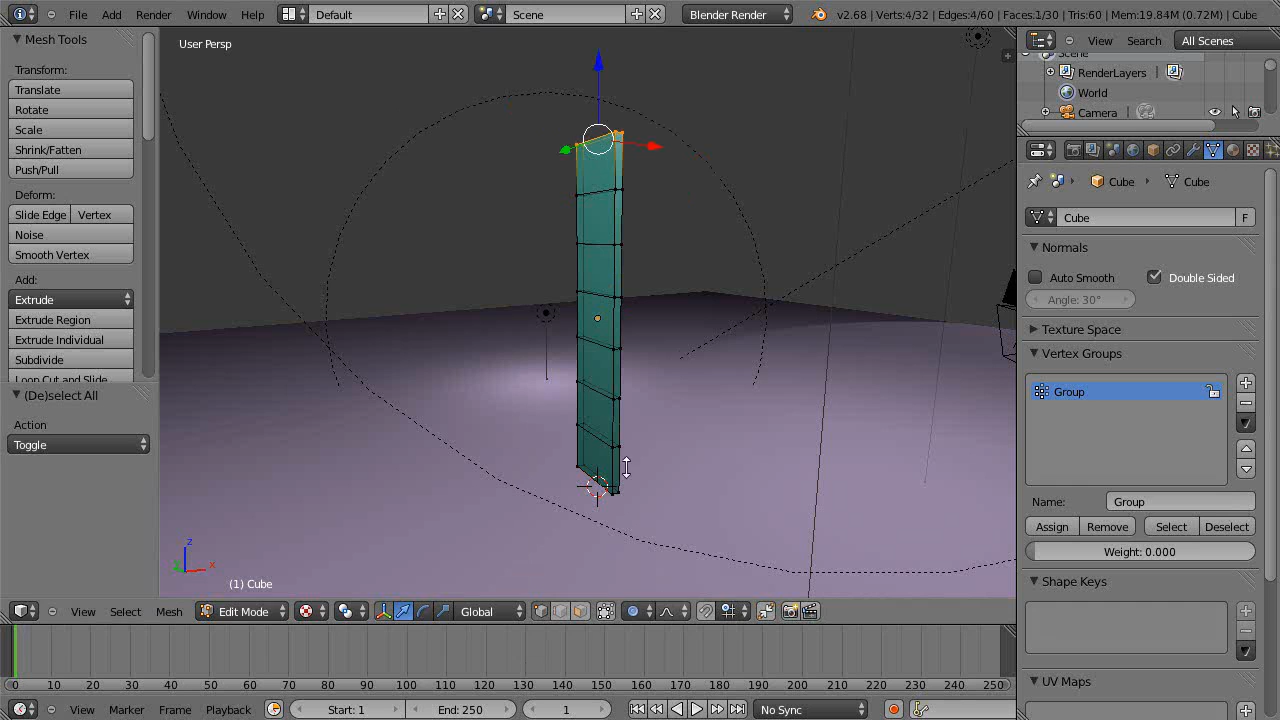 File Add Render Window Help Default Scene Blender Render v2.68 | Verts:4/32 | Edges:4/60 | Faces:1/30 | Tris:60 | Mem:19.84M (0.72M) | Cube
Mesh Tools
Transform:
Translate
Rotate
Scale
Shrink/Fatten
Push/Pull
Deform:
Slide Edge Vertex
Noise
Smooth Vertex
Add:
Extrude
Extrude Region
Extrude Individual
Subdivide
Loop Cut and Slide
(De)select All
Action
Toggle
User Persp
z
y
x
(1) Cube
View Select Mesh Edit Mode Global
0 10 20 30 40 50 60 70 80 90 100 110 120 130 140 150 160 170 180 190 200 210 220 230 240 250
View Marker Frame Playback Start: 1 End: 250 1 No Sync
View Search All Scenes
Scene
RenderLayers |
World
Camera |
Cube Cube
Cube F
Normals
Auto Smooth Double Sided
Angle: 30°
Texture Space
Vertex Groups
Group
Name: Group
Assign Remove Select Deselect
Weight: 0.000
Shape Keys
UV Maps